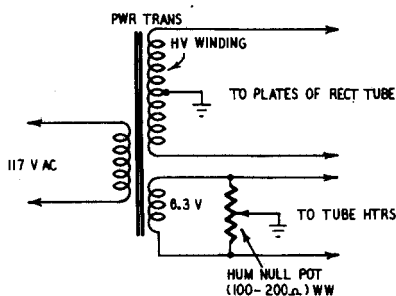 PWR TRANS
HV WINDING
TO PLATES OF RECT TUBE
117 V AC
6.3 V
TO TUBE HTRS
HUM NULL POT
(100-200Ω) WW